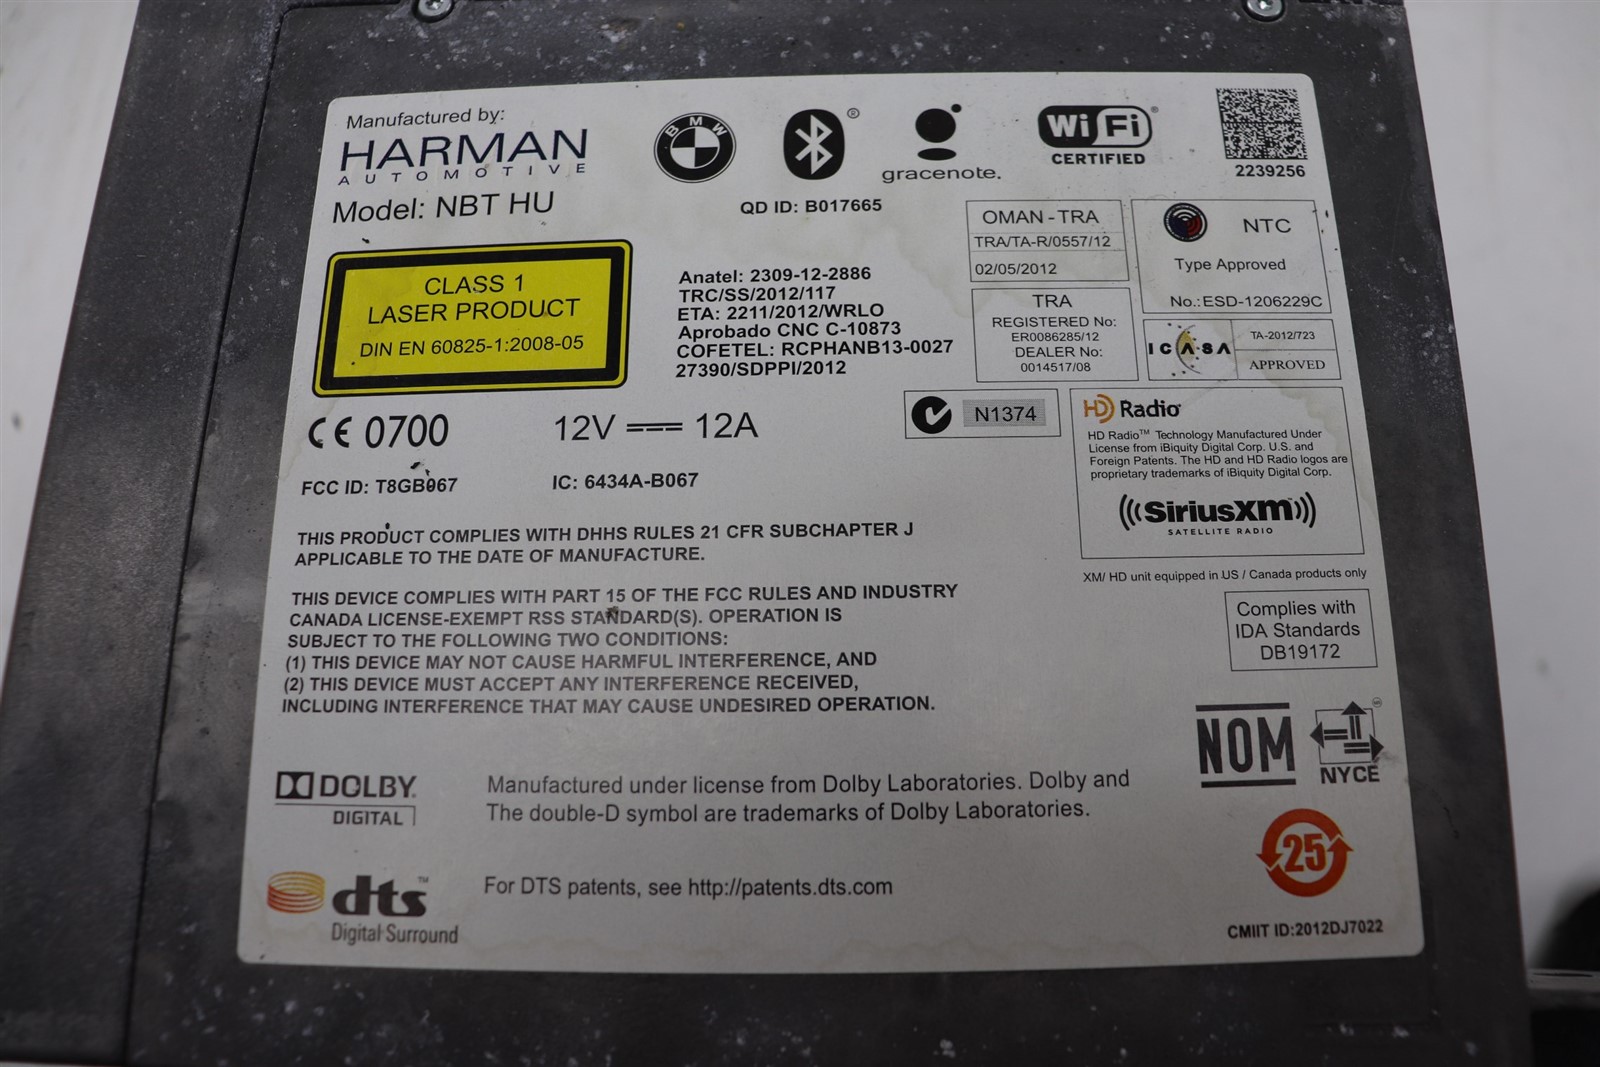 Manufactured by:
HARMAN
AUTOMOTIVE
Model: NBT HU
BMW
®
gracenote.
Wi Fi ®
CERTIFIED
2239256
QD ID: B017665
CLASS 1
LASER PRODUCT
DIN EN 60825-1:2008-05
Anatel: 2309-12-2886
TRC/SS/2012/117
ETA: 2211/2012/WRLO
Aprobado CNC C-10873
COFETEL: RCPHANB13-0027
27390/SDPPI/2012
OMAN - TRA
TRA/TA-R/0557/12
02/05/2012
NTC
Type Approved
No.: ESD-1206229C
TRA
REGISTERED No:
ER0086285/12
DEALER No:
0014517/08
ICASA
TA-2012/723
APPROVED
CE 0700
12V 12A
N1374
FCC ID: T8GB067
IC: 6434A-B067
HD Radio
HD Radio™ Technology Manufactured Under
License from iBiquity Digital Corp. U.S. and
Foreign Patents. The HD and HD Radio logos are
proprietary trademarks of iBiquity Digital Corp.
SiriusXM
SATELLITE RADIO
XM/ HD unit equipped in US / Canada products only
THIS PRODUCT COMPLIES WITH DHHS RULES 21 CFR SUBCHAPTER J
APPLICABLE TO THE DATE OF MANUFACTURE.
THIS DEVICE COMPLIES WITH PART 15 OF THE FCC RULES AND INDUSTRY
CANADA LICENSE-EXEMPT RSS STANDARD(S). OPERATION IS
SUBJECT TO THE FOLLOWING TWO CONDITIONS:
(1) THIS DEVICE MAY NOT CAUSE HARMFUL INTERFERENCE, AND
(2) THIS DEVICE MUST ACCEPT ANY INTERFERENCE RECEIVED,
INCLUDING INTERFERENCE THAT MAY CAUSE UNDESIRED OPERATION.
Complies with
IDA Standards
DB19172
NOM
NYCE
DOLBY
DIGITAL
Manufactured under license from Dolby Laboratories. Dolby and
The double-D symbol are trademarks of Dolby Laboratories.
25
dts™
Digital Surround
For DTS patents, see http://patents.dts.com
CMIIT ID:2012DJ7022